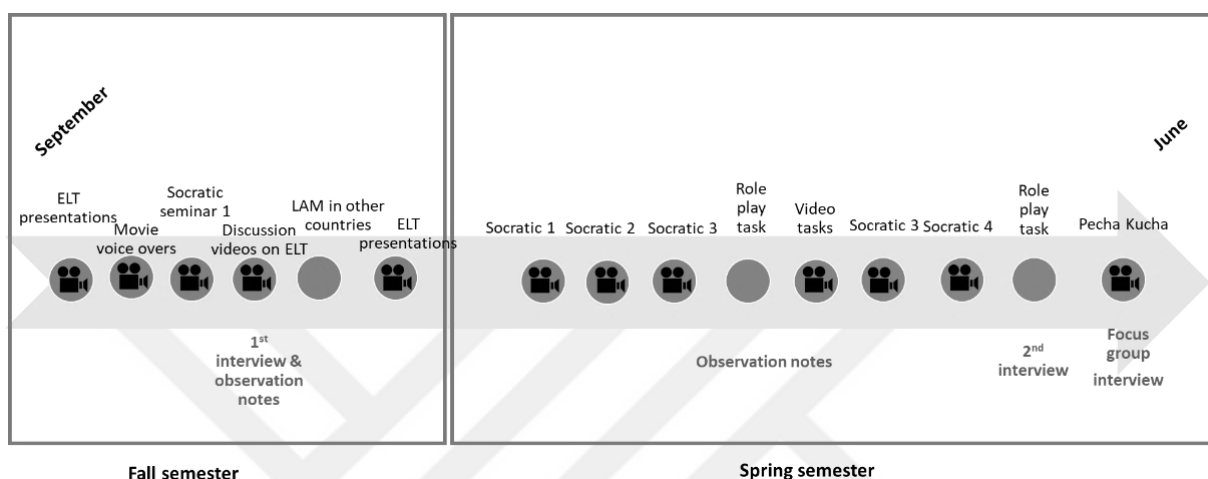 September
June
ELT
presentations
Movie
voice overs
Socratic
seminar 1
Discussion
videos on ELT
LAM in other
countries
ELT
presentations
Socratic 1
Socratic 2
Socratic 3
Role
play
task
Video
tasks
Socratic 3
Socratic 4
Role
play
task
Pecha Kucha
1st
interview &
observation
notes
Observation notes
2nd
interview
Focus
group
interview
Fall semester
Spring semester